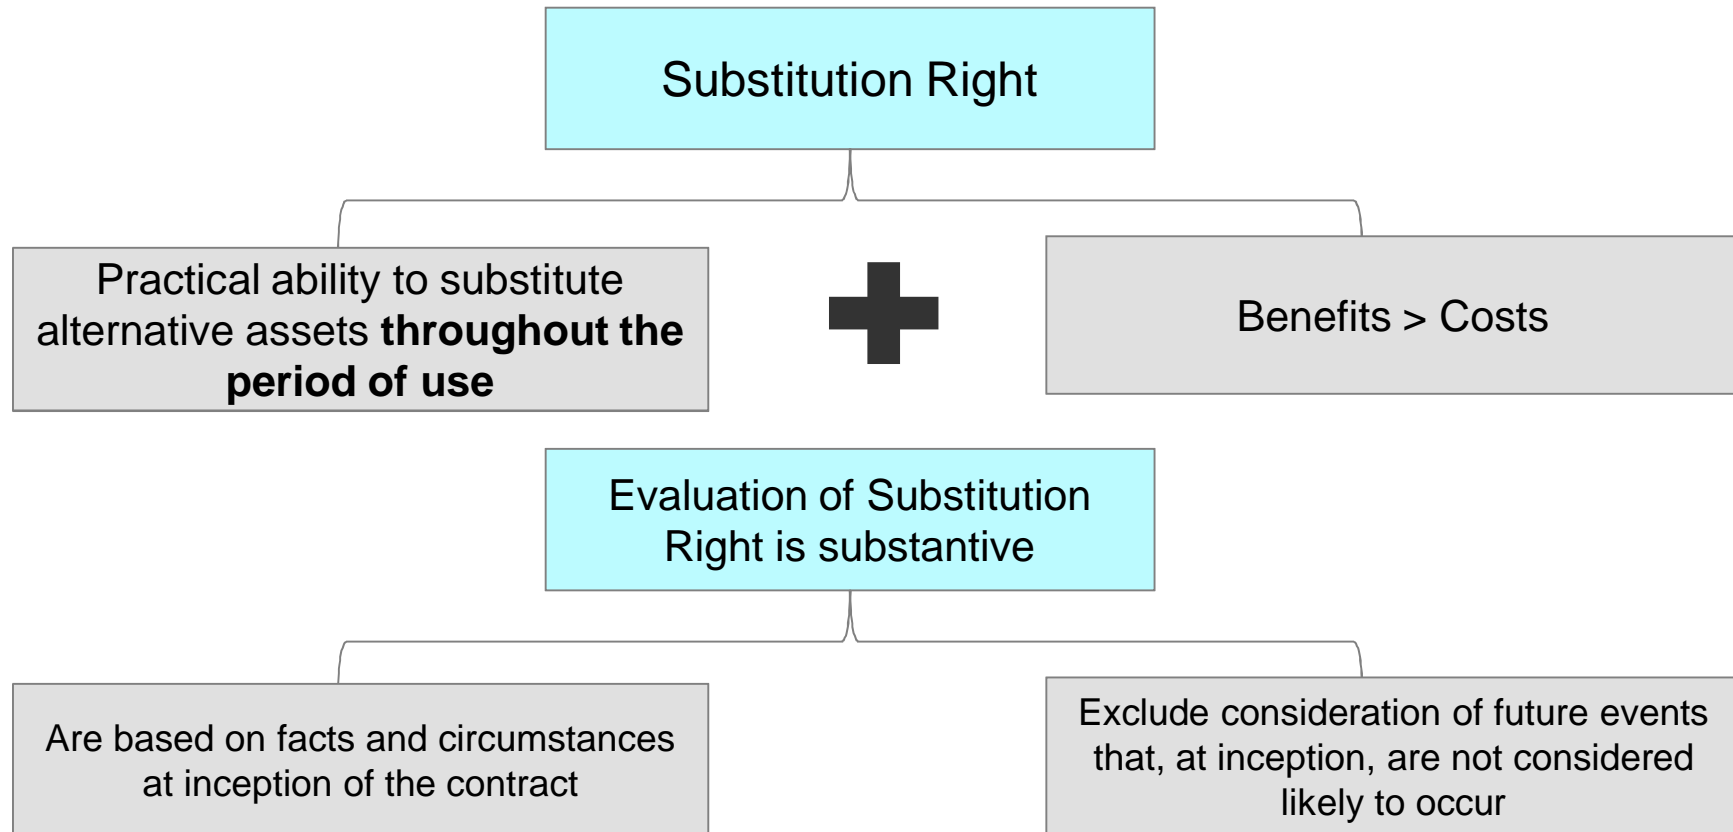 Substitution Right
Practical ability to substitute
alternative assets throughout the
period of use
Benefits > Costs
Evaluation of Substitution
Right is substantive
Are based on facts and circumstances
at inception of the contract
Exclude consideration of future events
that, at inception, are not considered
likely to occur